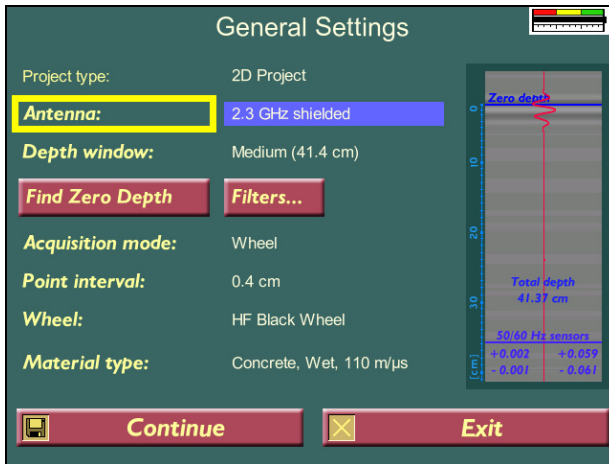 General Settings
Project type: 2D Project
Antenna: 2.3 GHz shielded
Depth window: Medium (41.4 cm)
Find Zero Depth Filters...
Acquisition mode: Wheel
Point interval: 0.4 cm
Wheel: HF Black Wheel
Material type: Concrete, Wet, 110 m/µs
Continue Exit
Zero depth
0
10
20
30
[cm]
Total depth
41.37 cm
50/60 Hz sensors
+0.002 +0.059
- 0.001 - 0.061